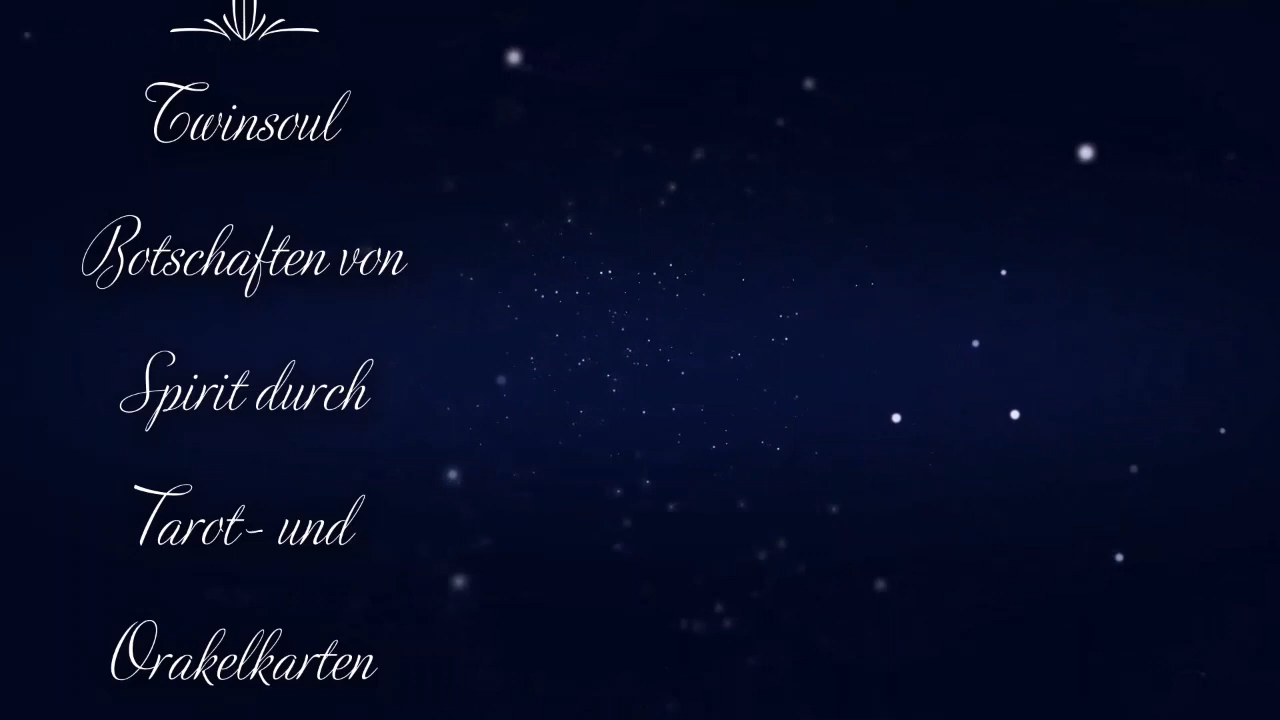 Twinsoul
Botschaften von
Spirit durch
Tarot- und
Orakelkarten